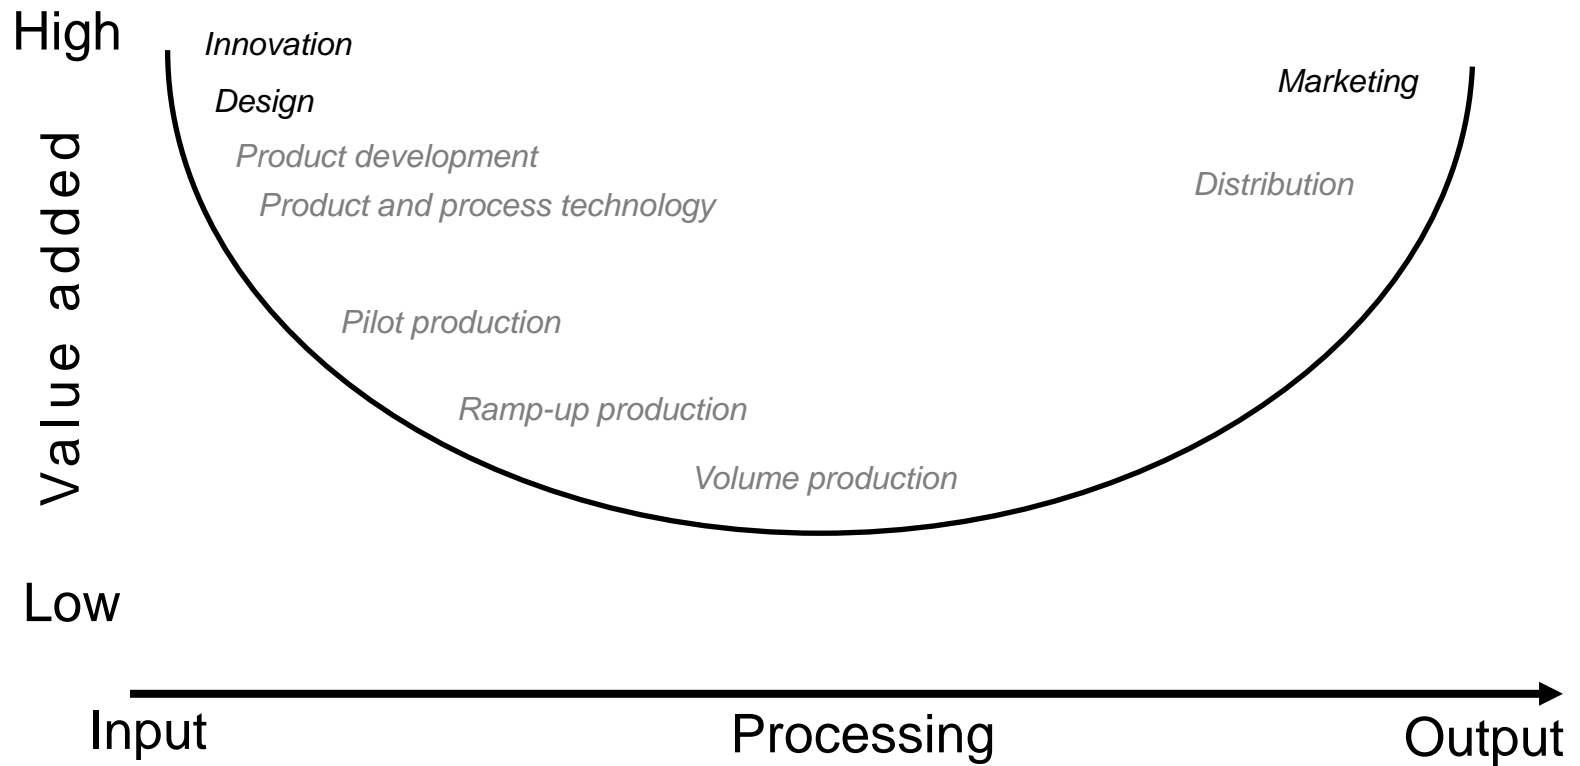 High
Innovation
Design
Marketing
Product development
Distribution
Product and process technology
Value added
Pilot production
Ramp-up production
Volume production
Low
Input
Processing
Output